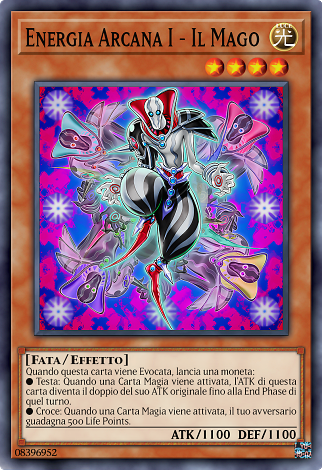 Energia Arcana I - Il Mago
光
[Fata/Effetto]
Quando questa carta viene Evocata, lancia una moneta:
● Testa: Quando una Carta Magia viene attivata, l'ATK di questa
carta diventa il doppio del suo ATK originale fino alla End Phase di
quel turno.
● Croce: Quando una Carta Magia viene attivata, il tuo avversario
guadagna 500 Life Points.
ATK/1100 DEF/1100
08396952